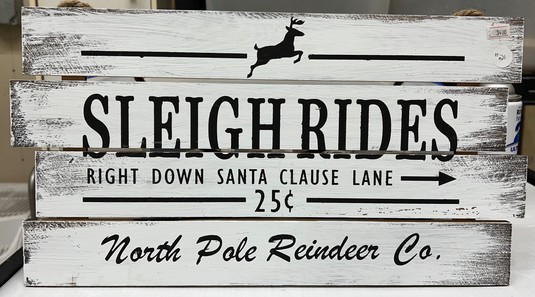 SLEIGH RIDES
RIGHT DOWN SANTA CLAUSE LANE
25¢
North Pole Reindeer Co.